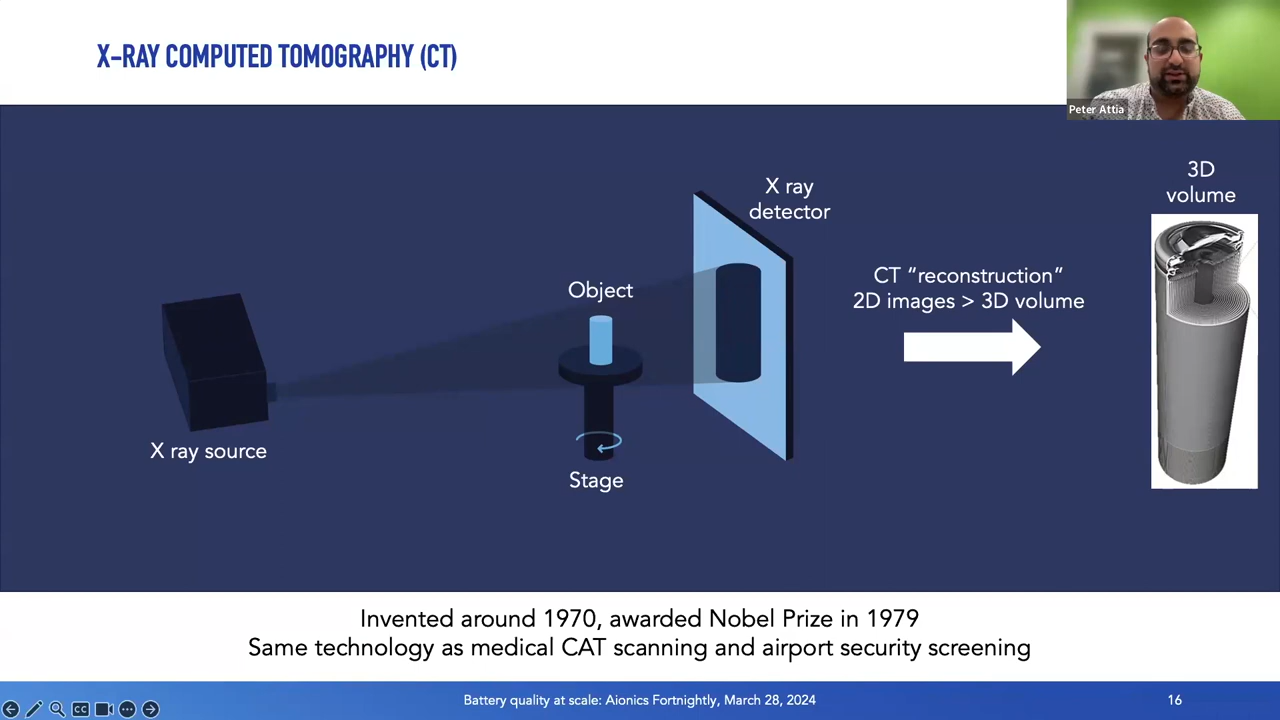 X-RAY COMPUTED TOMOGRAPHY (CT)
Peter Attia
3D
volume
X ray
detector
Object
CT “reconstruction”
2D images > 3D volume
X ray source
Stage
Invented around 1970, awarded Nobel Prize in 1979
Same technology as medical CAT scanning and airport security screening
Battery quality at scale: Aionics Fortnightly, March 28, 2024
16
CC